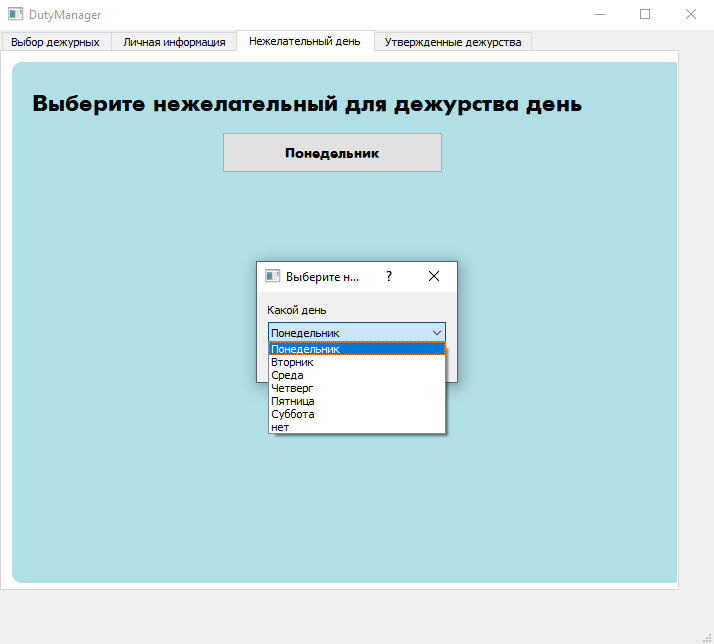 DutyManager
Выбор дежурных Личная информация Нежелательный день Утвержденные дежурства
Выберите нежелательный для дежурства день
Понедельник
Выберите н... ?
Какой день
Понедельник
Понедельник
Вторник
Среда
Четверг
Пятница
Суббота
нет